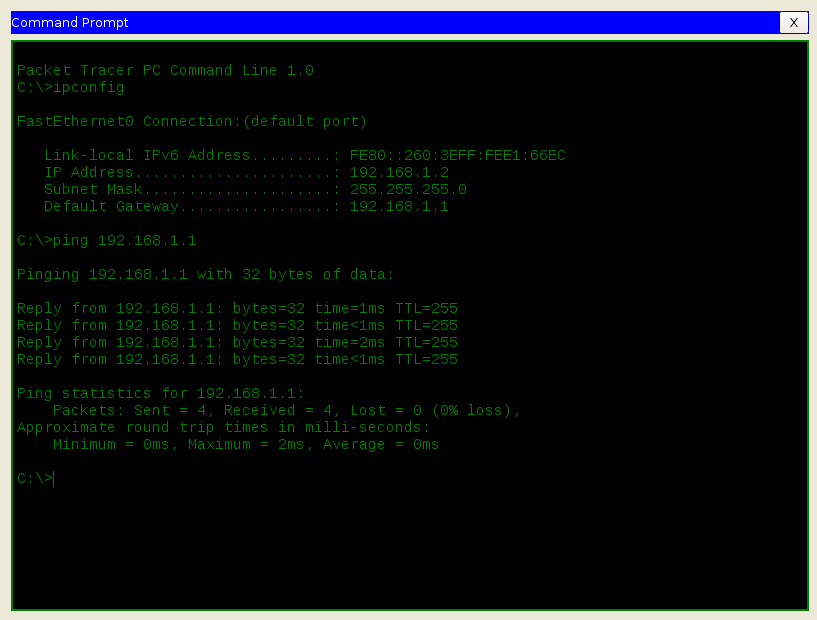 Command Prompt
X
Packet Tracer PC Command Line 1.0
C:\>ipconfig
FastEthernet0 Connection:(default port)
Link-local IPv6 Address.........: FE80::260:3EFF:FEE1:66EC
IP Address......................: 192.168.1.2
Subnet Mask.....................: 255.255.255.0
Default Gateway.................: 192.168.1.1
C:\>ping 192.168.1.1
Pinging 192.168.1.1 with 32 bytes of data:
Reply from 192.168.1.1: bytes=32 time=1ms TTL=255
Reply from 192.168.1.1: bytes=32 time<1ms TTL=255
Reply from 192.168.1.1: bytes=32 time=2ms TTL=255
Reply from 192.168.1.1: bytes=32 time<1ms TTL=255
Ping statistics for 192.168.1.1:
Packets: Sent = 4, Received = 4, Lost = 0 (0% loss),
Approximate round trip times in milli-seconds:
Minimum = 0ms, Maximum = 2ms, Average = 0ms
C:\>